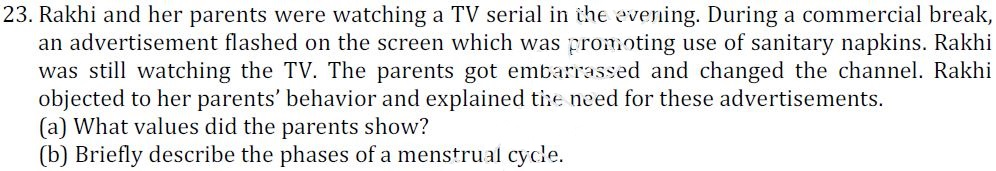 23. Rakhi and her parents were watching a TV serial in the evening. During a commercial break,
an advertisement flashed on the screen which was promoting use of sanitary napkins. Rakhi
was still watching the TV. The parents got embarrassed and changed the channel. Rakhi
objected to her parents’ behavior and explained the need for these advertisements.
(a) What values did the parents show?
(b) Briefly describe the phases of a menstrual cycle.